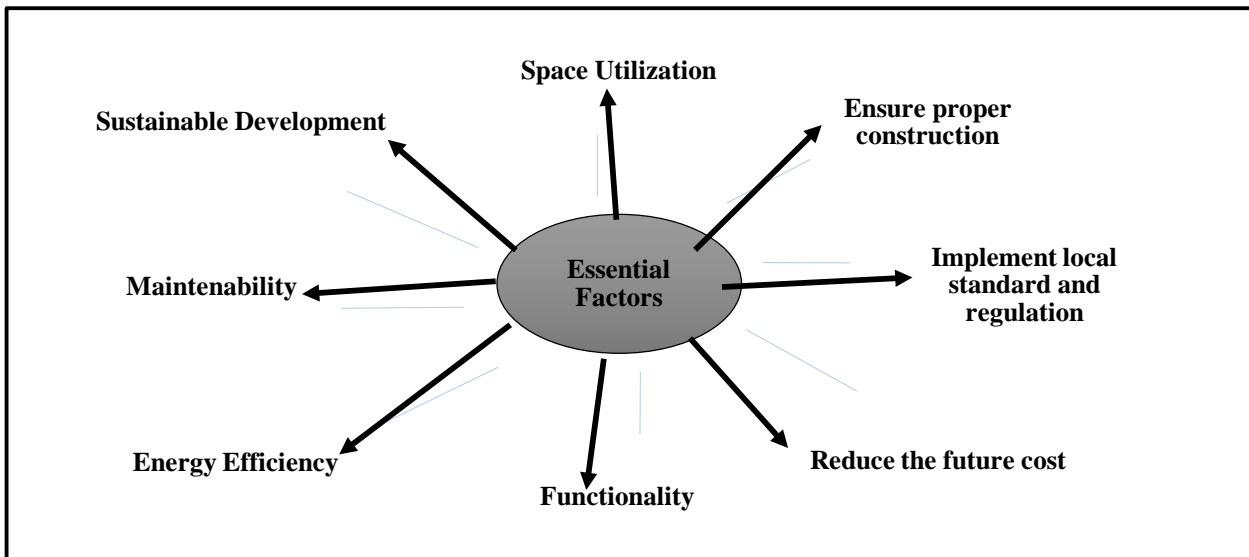 Space Utilization
Ensure proper
construction
Sustainable Development
Essential
Factors
Implement local
standard and
regulation
Maintenability
Energy Efficiency
Reduce the future cost
Functionality